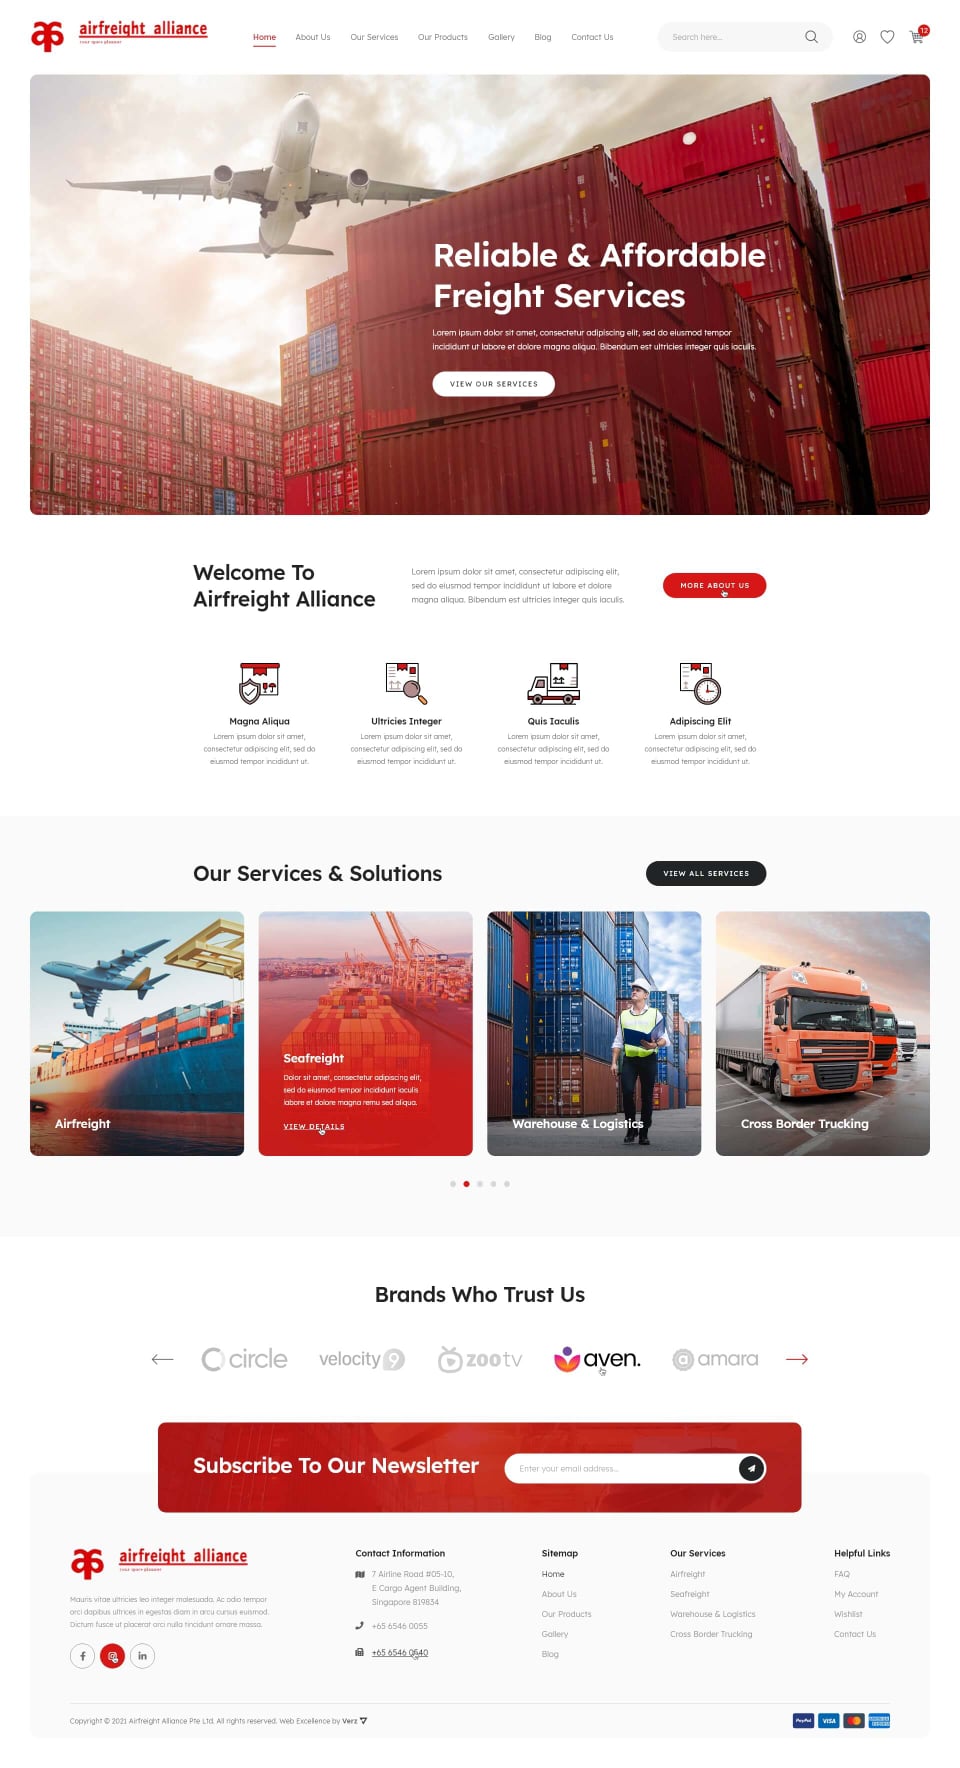 airfreight alliance
your space planner
Home
About Us
Our Services
Our Products
Gallery
Blog
Contact Us
Search here...
12
Reliable & Affordable
Freight Services
Lorem ipsum dolor sit amet, consectetur adipiscing elit, sed do eiusmod tempor
incididunt ut labore et dolore magna aliqua. Bibendum est ultricies integer quis iaculis.
VIEW OUR SERVICES
Welcome To
Airfreight Alliance
Lorem ipsum dolor sit amet, consectetur adipiscing elit,
sed do eiusmod tempor incididunt ut labore et dolore
magna aliqua. Bibendum est ultricies integer quis iaculis.
MORE ABOUT US
Magna Aliqua
Lorem ipsum dolor sit amet,
consectetur adipiscing elit, sed do
eiusmod tempor incididunt ut.
Ultricies Integer
Lorem ipsum dolor sit amet,
consectetur adipiscing elit, sed do
eiusmod tempor incididunt ut.
Quis Iaculis
Lorem ipsum dolor sit amet,
consectetur adipiscing elit, sed do
eiusmod tempor incididunt ut.
Adipiscing Elit
Lorem ipsum dolor sit amet,
consectetur adipiscing elit, sed do
eiusmod tempor incididunt ut.
Our Services & Solutions
VIEW ALL SERVICES
Airfreight
Seafreight
Dolor sit amet, consectetur adipiscing elit,
sed do eiusmod tempor incididunt iaculis
labore et dolore magna remu sed aliqua.
VIEW DETAILS
Warehouse & Logistics
Cross Border Trucking
Brands Who Trust Us
circle
velocity 9
zootv
aven.
amara
Subscribe To Our Newsletter
Enter your email address...
airfreight alliance
your space planner
Mauris vitae ultricies leo integer malesuada. Ac odio tempor
orci dapibus ultrices in egestas diam in arcu cursus euismod.
Dictum fusce ut placerat orci nulla tincidunt ornare massa.
Contact Information
7 Airline Road #05-10,
E Cargo Agent Building,
Singapore 819834
+65 6546 0055
+65 6546 0540
Sitemap
Home
About Us
Our Products
Gallery
Blog
Our Services
Airfreight
Seafreight
Warehouse & Logistics
Cross Border Trucking
Helpful Links
FAQ
My Account
Wishlist
Contact Us
Copyright © 2021 Airfreight Alliance Pte Ltd. All rights reserved. Web Excellence by Verz
PayPal
VISA
MasterCard
AMERICAN EXPRESS